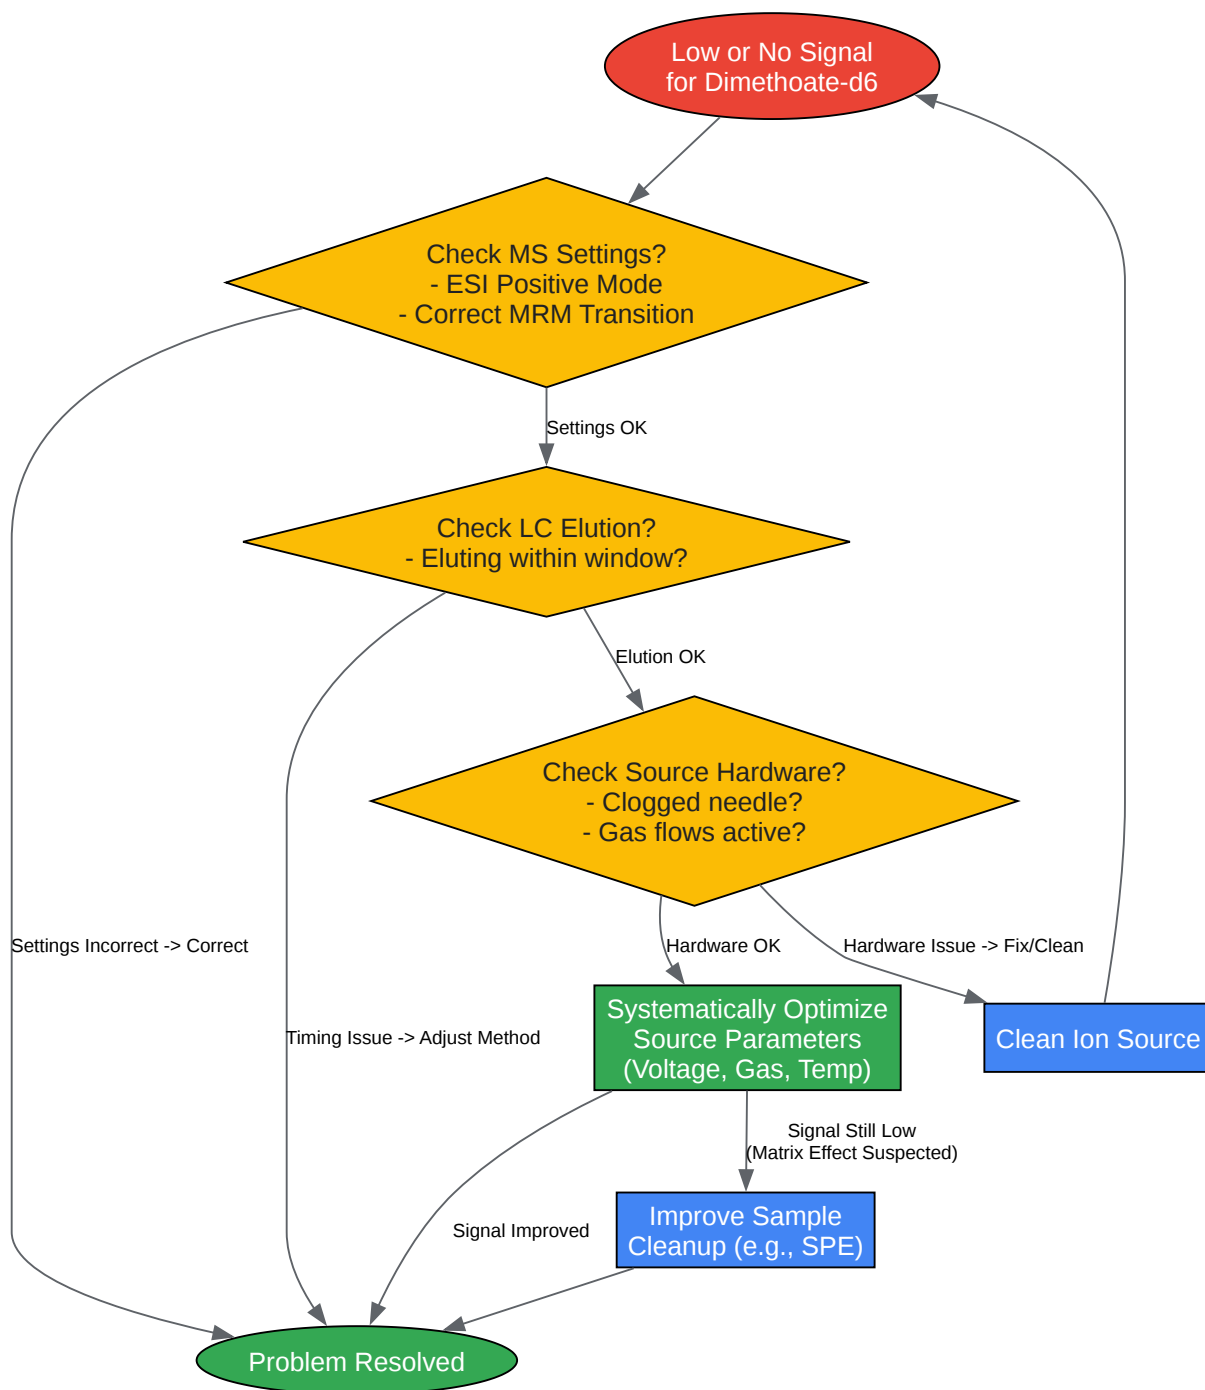 Low or No Signal
for Dimethoate-d6
Check MS Settings?
- ESI Positive Mode
- Correct MRM Transition
Settings OK
Check LC Elution?
- Eluting within window?
Elution OK
Check Source Hardware?
- Clogged needle?
- Gas flows active?
Settings Incorrect -> Correct
Hardware OK
Hardware Issue -> Fix/Clean
Timing Issue -> Adjust Method
Systematically Optimize
Source Parameters
(Voltage, Gas, Temp)
Clean Ion Source
Signal Still Low
(Matrix Effect Suspected)
Signal Improved
Improve Sample
Cleanup (e.g., SPE)
Problem Resolved